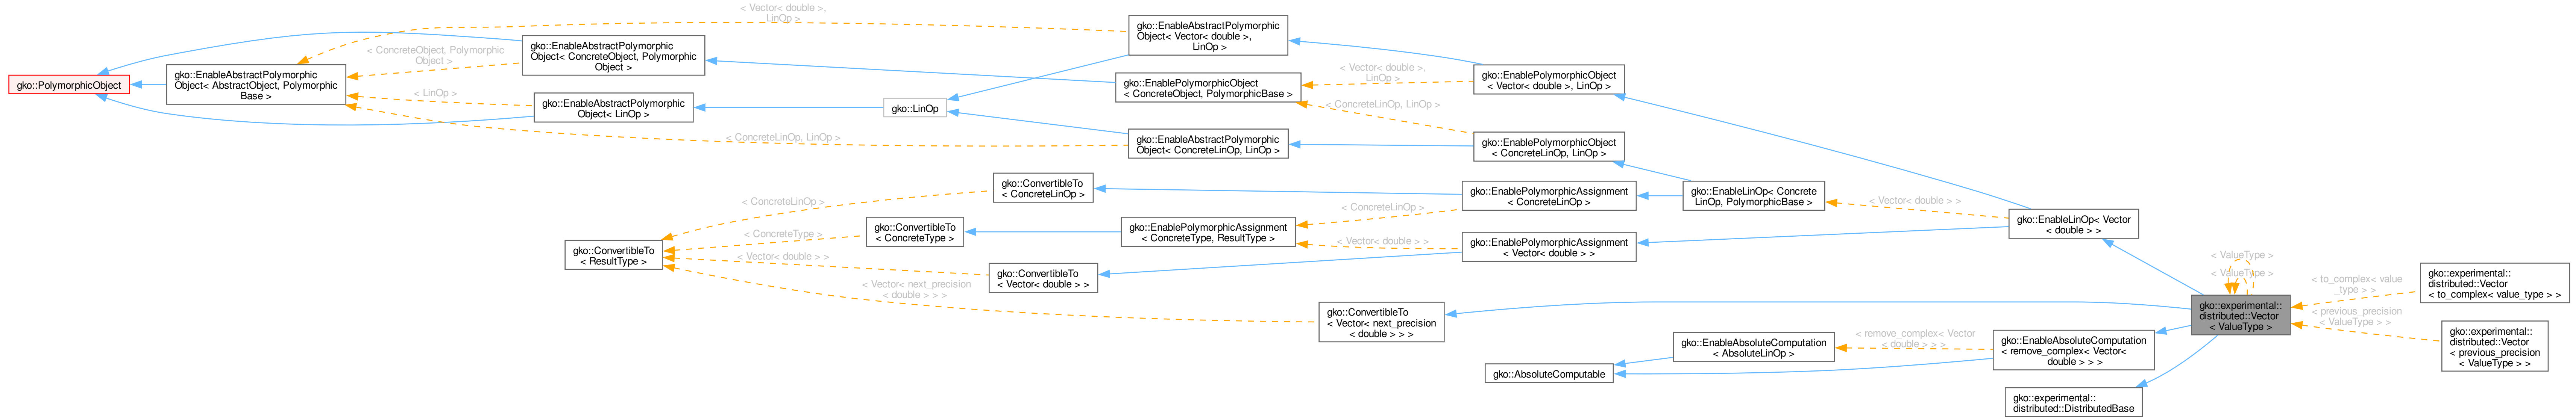 gko::PolymorphicObject
gko::EnableAbstractPolymorphic
Object< AbstractObject, Polymorphic
Base >
< Vector< double >,
LinOp >
< ConcreteObject, Polymorphic
Object >
< LinOp >
< ConcreteLinOp, LinOp >
gko::EnableAbstractPolymorphic
Object< ConcreteObject, Polymorphic
Object >
gko::EnableAbstractPolymorphic
Object< LinOp >
gko::LinOp
gko::EnableAbstractPolymorphic
Object< Vector< double >,
LinOp >
gko::EnablePolymorphicObject
< ConcreteObject, PolymorphicBase >
gko::EnableAbstractPolymorphic
Object< ConcreteLinOp, LinOp >
< Vector< double >,
LinOp >
< ConcreteLinOp, LinOp >
gko::EnablePolymorphicObject
< Vector< double >, LinOp >
gko::EnablePolymorphicObject
< ConcreteLinOp, LinOp >
gko::ConvertibleTo
< ResultType >
< ConcreteLinOp >
< ConcreteType >
< Vector< double > >
< Vector< next_precision
< double > > >
gko::ConvertibleTo
< ConcreteLinOp >
gko::ConvertibleTo
< ConcreteType >
gko::ConvertibleTo
< Vector< double > >
gko::EnablePolymorphicAssignment
< ConcreteType, ResultType >
< ConcreteLinOp >
< Vector< double > >
gko::EnablePolymorphicAssignment
< ConcreteLinOp >
gko::EnablePolymorphicAssignment
< Vector< double > >
gko::EnableLinOp< Concrete
LinOp, PolymorphicBase >
< Vector< double > >
gko::EnableLinOp< Vector
< double > >
gko::ConvertibleTo
< Vector< next_precision
< double > > >
gko::AbsoluteComputable
gko::EnableAbsoluteComputation
< AbsoluteLinOp >
< remove_complex< Vector
< double > > >
gko::EnableAbsoluteComputation
< remove_complex< Vector<
double > > >
gko::experimental::
distributed::DistributedBase
< ValueType >
< ValueType >
gko::experimental::
distributed::Vector
< ValueType >
< to_complex< value
_type > >
< previous_precision
< ValueType > >
gko::experimental::
distributed::Vector
< to_complex< value_type > >
gko::experimental::
distributed::Vector
< previous_precision
< ValueType > >